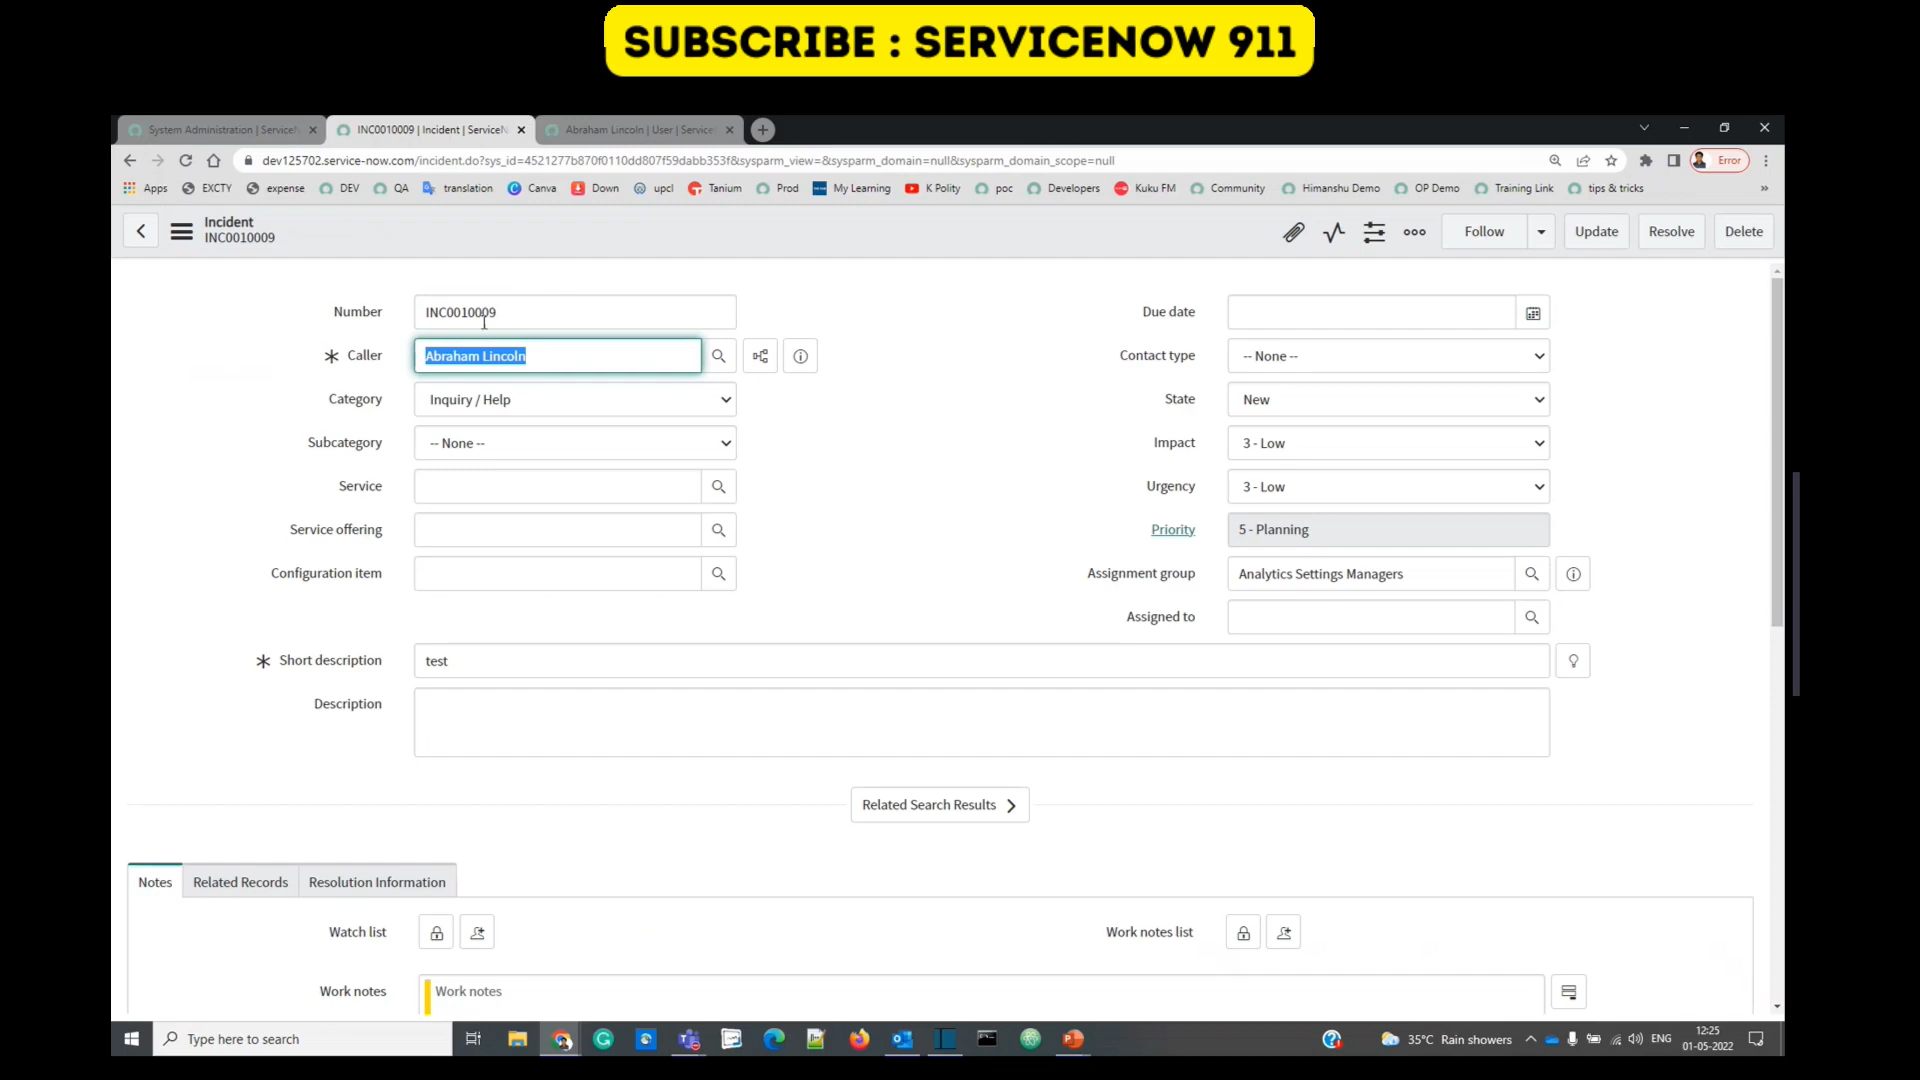 SUBSCRIBE : SERVICENOW 911
System Administration | ServiceN
INC0010009 | Incident | ServiceN
Abraham Lincoln | User | Service
dev125702.service-now.com/incident.do?sys_id=4521277b870f0110dd807f59dabb353f&sysparm_view=&sysparm_domain=null&sysparm_domain_scope=null
Error
Apps EXCTY expense DEV QA translation Canva Down upcl Tanium Prod My Learning K Polity poc Developers Kuku FM Community Himanshu Demo OP Demo Training Link tips & tricks »
Incident
INC0010009
Follow Update Resolve Delete
Number INC0010009 Due date
Caller Abraham Lincoln Contact type -- None --
Category Inquiry / Help State New
Subcategory -- None -- Impact 3 - Low
Service Urgency 3 - Low
Service offering Priority 5 - Planning
Configuration item Assignment group Analytics Settings Managers
Assigned to
Short description test
Description
Related Search Results
Notes Related Records Resolution Information
Watch list Work notes list
Work notes Work notes
Type here to search
35°C Rain showers ENG
12:25
01-05-2022